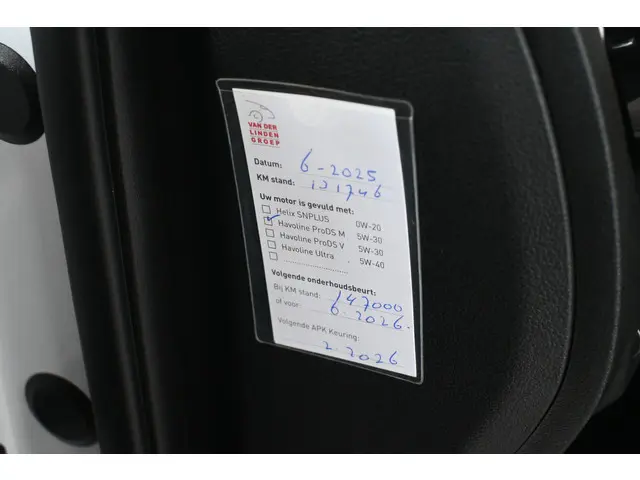 VAN DER
LINDEN
GROEP
Datum: 6-2025
KM stand: 131746
Uw motor is gevuld met:
Helix SNPLUS 0W-20
Havoline ProDS M 5W-30
Havoline ProDS V 5W-30
Havoline Ultra 5W-40
Volgende onderhoudsbeurt:
Bij KM stand: 147000
of voor: 6.2026.
Volgende APK Keuring:
2.2026